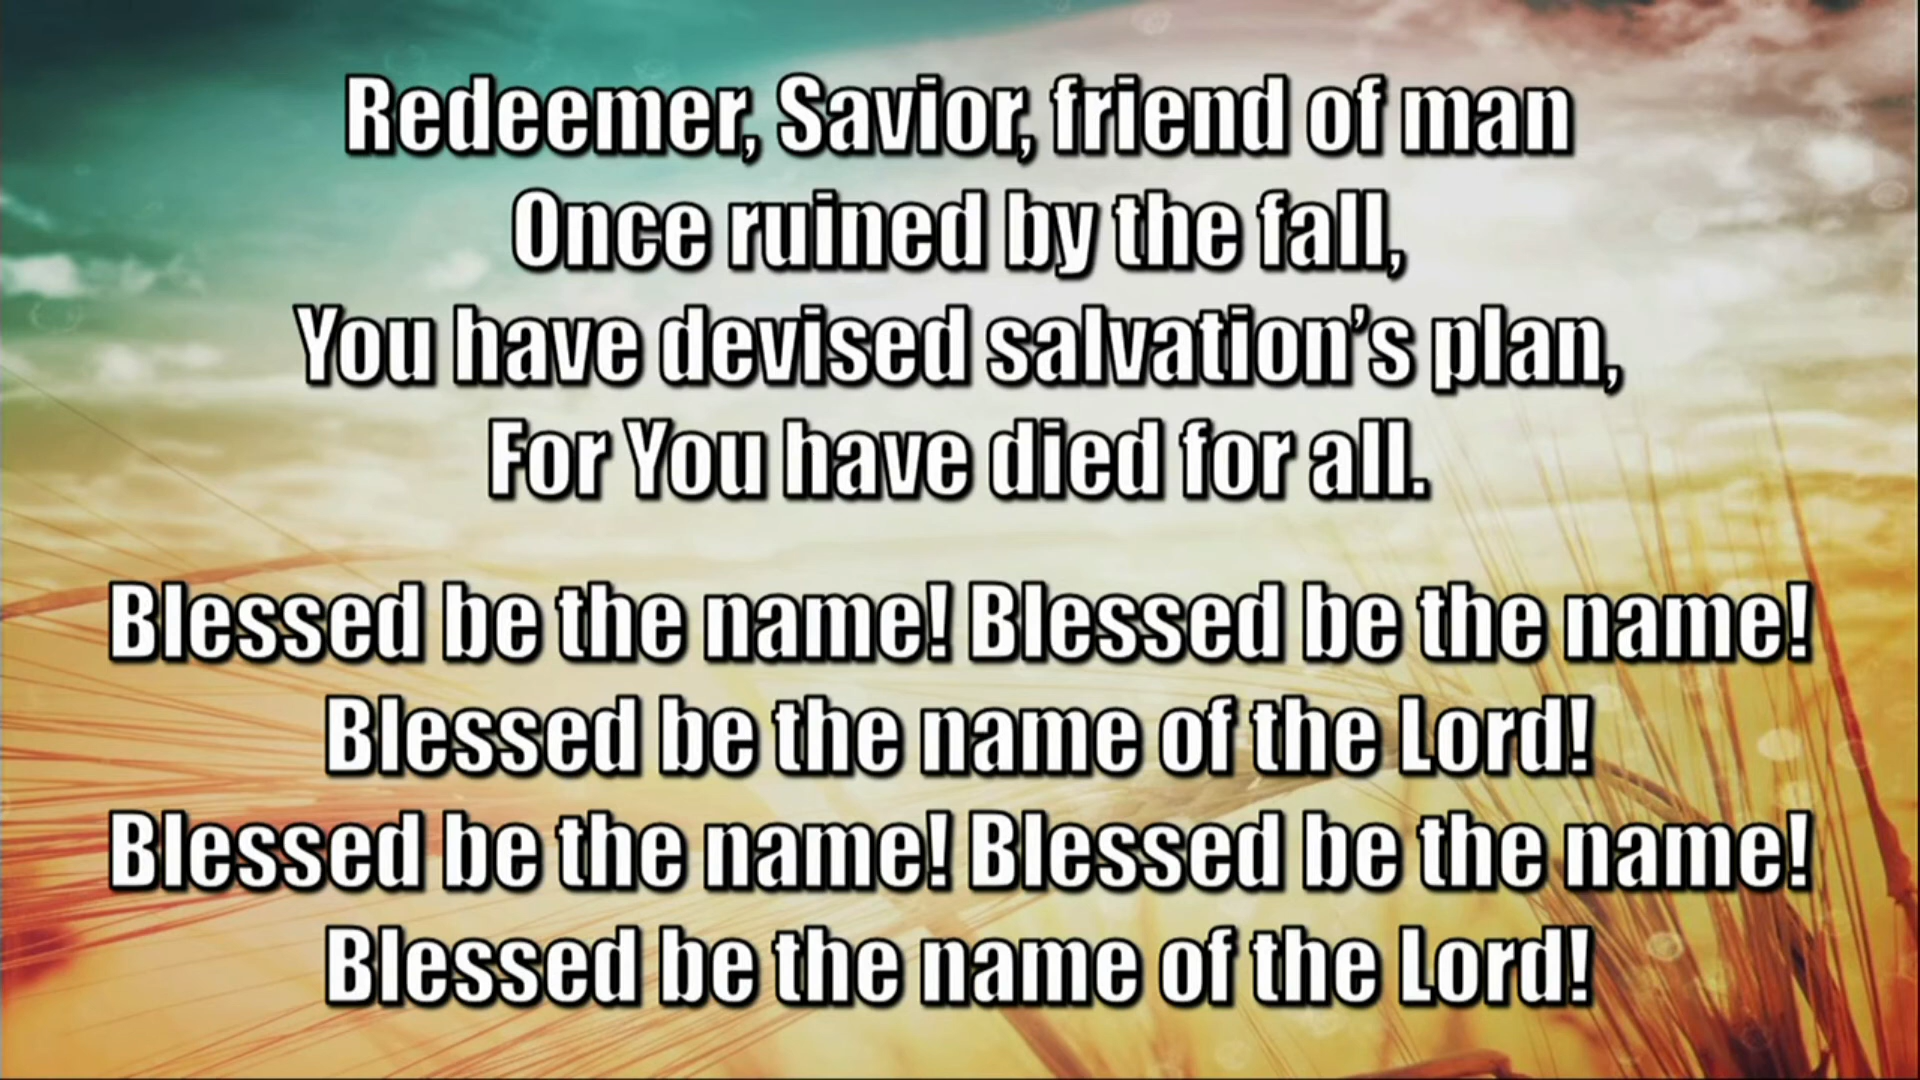 Redeemer, Savior, friend of man
Once ruined by the fall,
You have devised salvation’s plan,
For You have died for all.
Blessed be the name! Blessed be the name!
Blessed be the name of the Lord!
Blessed be the name! Blessed be the name!
Blessed be the name of the Lord!